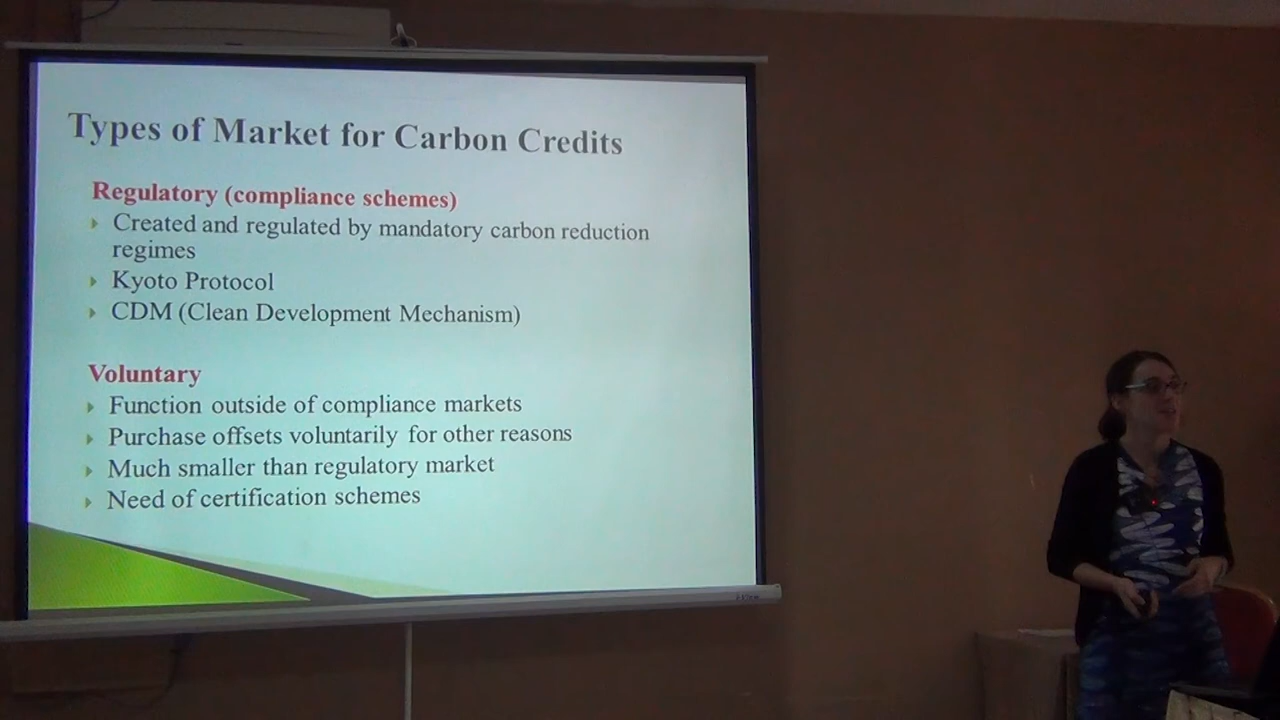 Types of Market for Carbon Credits
Regulatory (compliance schemes)
Created and regulated by mandatory carbon reduction
regimes
Kyoto Protocol
CDM (Clean Development Mechanism)
Voluntary
Function outside of compliance markets
Purchase offsets voluntarily for other reasons
Much smaller than regulatory market
Need of certification schemes